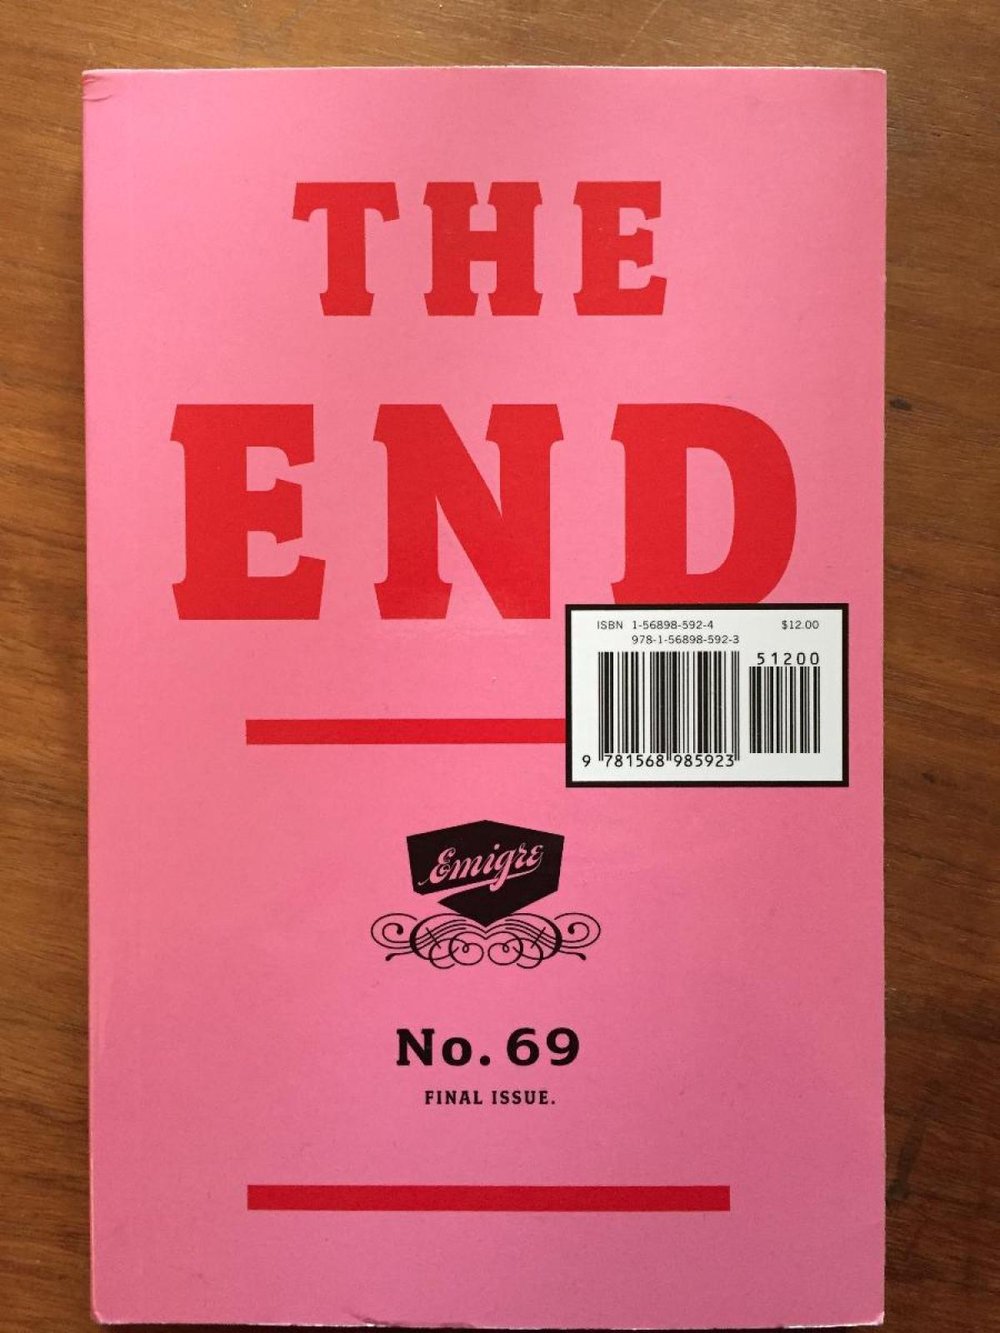 THE
END
ISBN 1-56898-592-4 $12.00
978-1-56898-592-3
51200
9 781568 985923
Emigre
No. 69
FINAL ISSUE.